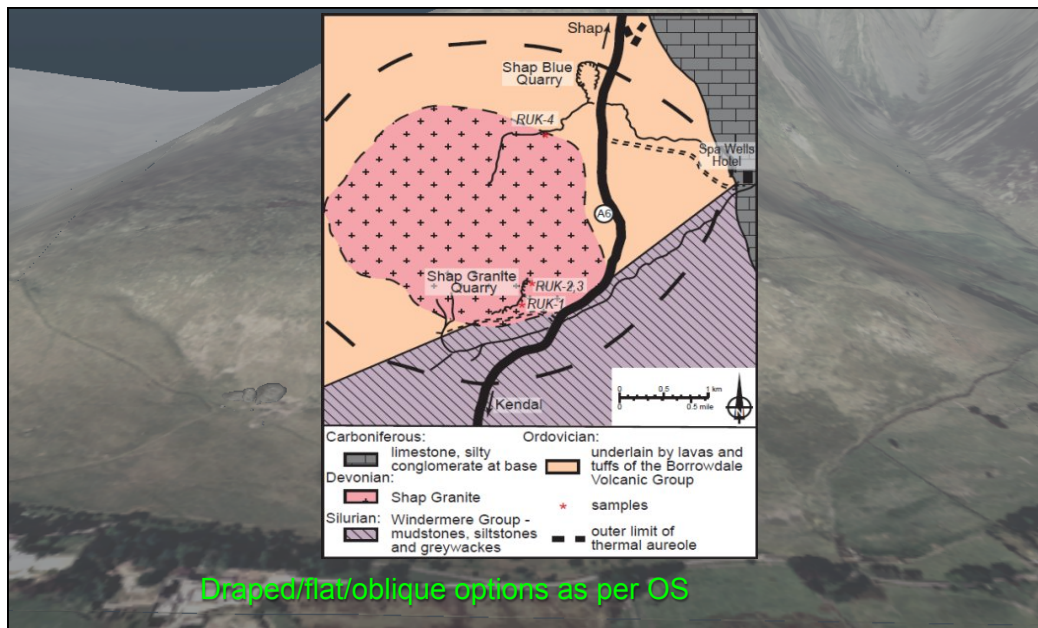 Shap
Shap Blue
Quarry
RUK-4
Spa Wells
Hotel
A6
Shap Granite
Quarry
RUK-2,3
RUK-1
0 0.5 1 km
0 0.5 mile
N
Kendal
Carboniferous:
limestone, silty
conglomerate at base
Devonian:
Shap Granite
Silurian:
Windermere Group -
mudstones, siltstones
and greywackes
Ordovician:
underlain by lavas and
tuffs of the Borrowdale
Volcanic Group
samples
outer limit of
thermal aureole
Draped/flat/oblique options as per OS